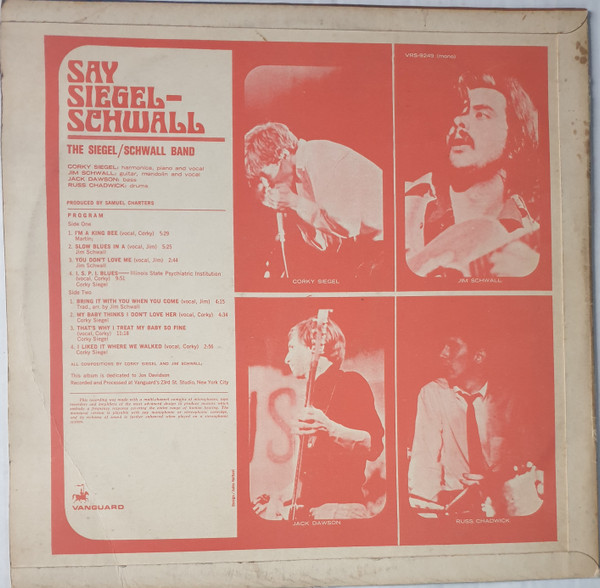 SAY
SIEGEL–
SCHWALL
THE SIEGEL/SCHWALL BAND
CORKY SIEGEL: harmonica, piano and vocal
JIM SCHWALL: guitar, mandolin and vocal
JACK DAWSON: bass
RUSS CHADWICK: drums
PRODUCED BY SAMUEL CHARTERS
PROGRAM
Side One
1. I'M A KING BEE (vocal, Corky) 5:29
Martin;
2. SLOW BLUES IN A (vocal, Jim) 5:25
Jim Schwall
3. YOU DON'T LOVE ME (vocal, Jim) 3:44
Jim Schwall
4. I. S. P. I. BLUES—Illinois State Psychiatric Institution
(vocal, Corky) 5:51
Corky Siegel
Side Two
1. BRING IT WITH YOU WHEN YOU COME (vocal, Jim) 6:15
Trad., arr. by Jim Schwall
2. MY BABY THINKS I DON'T LOVE HER (vocal, Corky) 4:34
Corky Siegel
3. THAT'S WHY I TREAT MY BABY SO FINE
(vocal, Corky) 11:18
Corky Siegel
4. I LIKED IT WHERE WE WALKED (vocal, Corky) 2:56
Corky Siegel
ALL COMPOSITIONS BY CORKY SIEGEL AND JIM SCHWALL.
This album is dedicated to Joe Davidson
Recorded and Processed at Vanguard's 23rd St. Studio, New York City
VANGUARD
VRS-9249 (mono)
CORKY SIEGEL
JIM SCHWALL
JACK DAWSON
RUSS CHADWICK